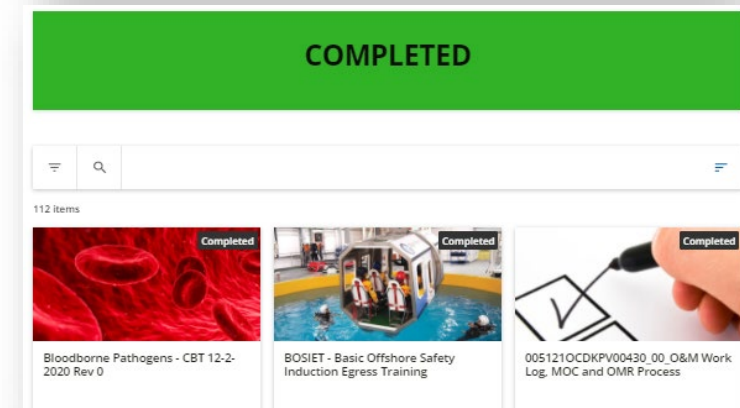 COMPLETED
112 items
Completed
Completed
Completed
Bloodborne Pathogens - CBT 12-2-
2020 Rev 0
BOSIET - Basic Offshore Safety
Induction Egress Training
005121OCDKPV00430_00_O&M Work
Log, MOC and OMR Process